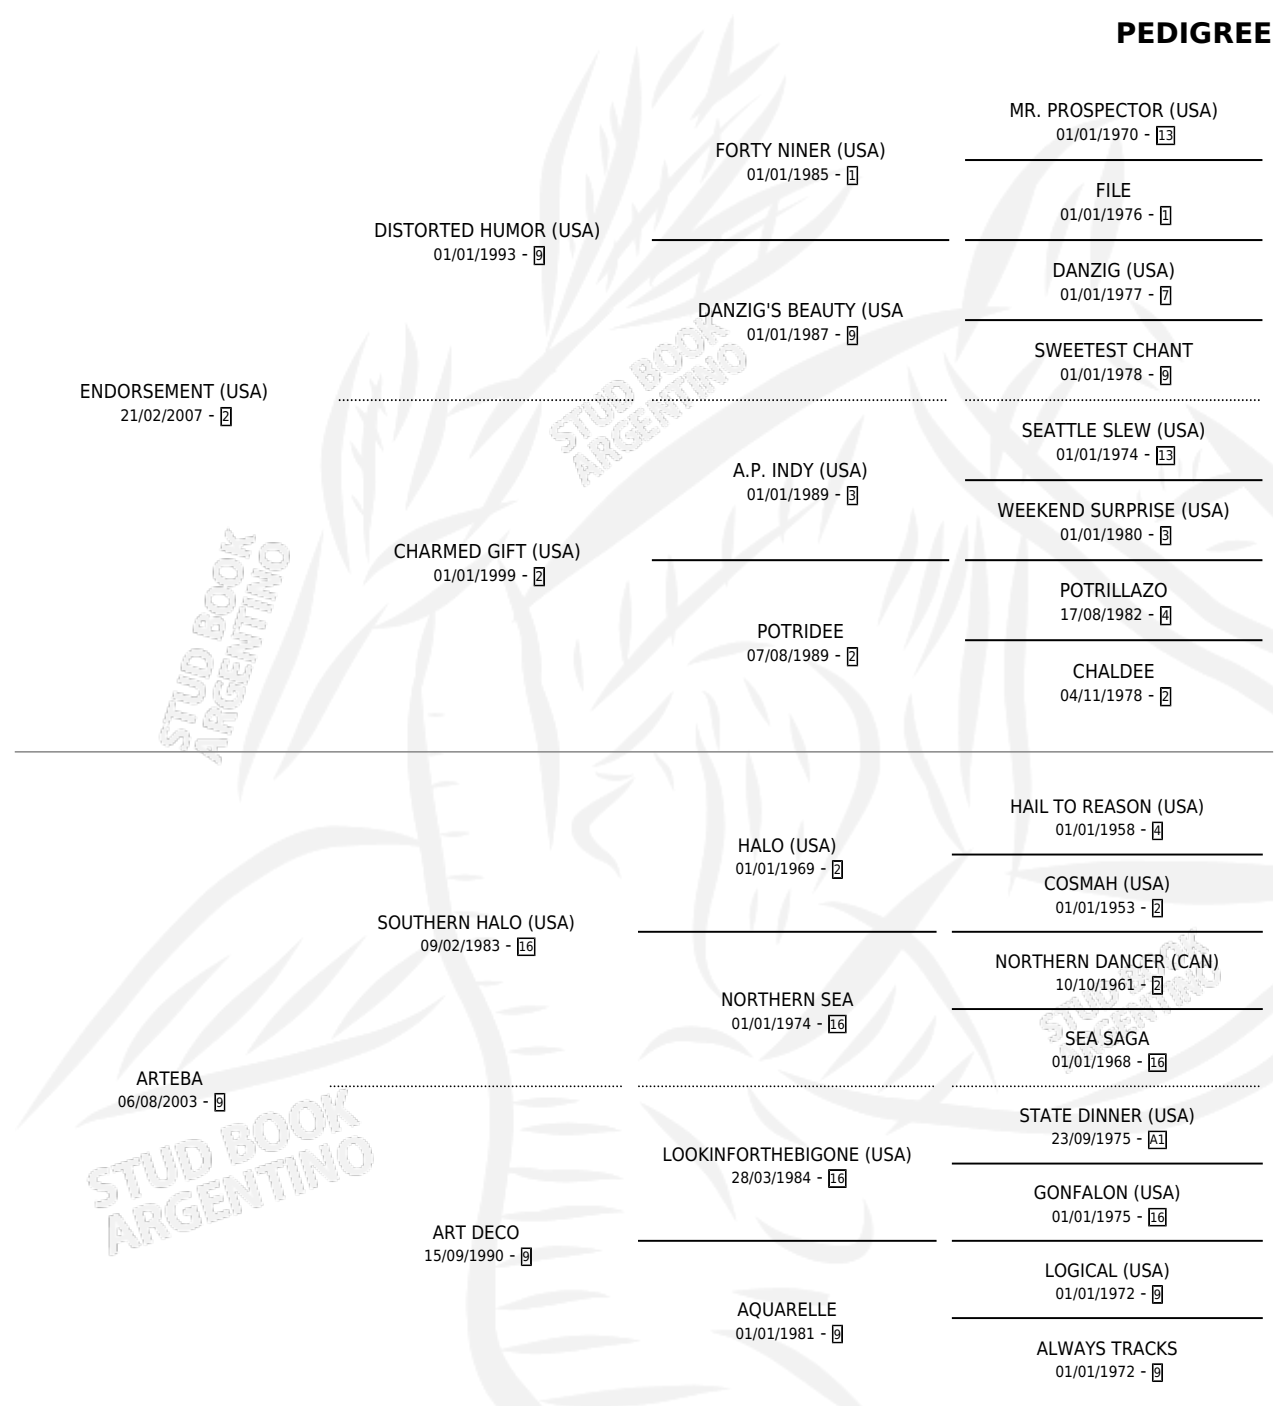 PEDIGREE
MR. PROSPECTOR (USA)
01/01/1970 - 13
FORTY NINER (USA)
01/01/1985 - 1
FILE
01/01/1976 - 1
DISTORTED HUMOR (USA)
01/01/1993 - 9
DANZIG (USA)
01/01/1977 - 7
DANZIG'S BEAUTY (USA
01/01/1987 - 9
SWEETEST CHANT
01/01/1978 - 9
ENDORSEMENT (USA)
21/02/2007 - 2
STUD BOOK
ARGENTINO
SEATTLE SLEW (USA)
01/01/1974 - 13
A.P. INDY (USA)
01/01/1989 - 3
WEEKEND SURPRISE (USA)
01/01/1980 - 3
CHARMED GIFT (USA)
01/01/1999 - 2
POTRILLAZO
17/08/1982 - 4
POTRIDEE
07/08/1989 - 2
CHALDEE
04/11/1978 - 2
STUD BOOK
ARGENTINO
HAIL TO REASON (USA)
01/01/1958 - 4
HALO (USA)
01/01/1969 - 2
COSMAH (USA)
01/01/1953 - 2
SOUTHERN HALO (USA)
09/02/1983 - 16
NORTHERN DANCER (CAN)
10/10/1961 - 2
NORTHERN SEA
01/01/1974 - 16
STUD BOOK
ARGENTINO
SEA SAGA
01/01/1968 - 16
ARTEBA
06/08/2003 - 9
STATE DINNER (USA)
23/09/1975 - A1
LOOKINFORTHEBIGONE (USA)
28/03/1984 - 16
GONFALON (USA)
01/01/1975 - 16
STUD BOOK
ARGENTINO
ART DECO
15/09/1990 - 9
LOGICAL (USA)
01/01/1972 - 9
AQUARELLE
01/01/1981 - 9
ALWAYS TRACKS
01/01/1972 - 9